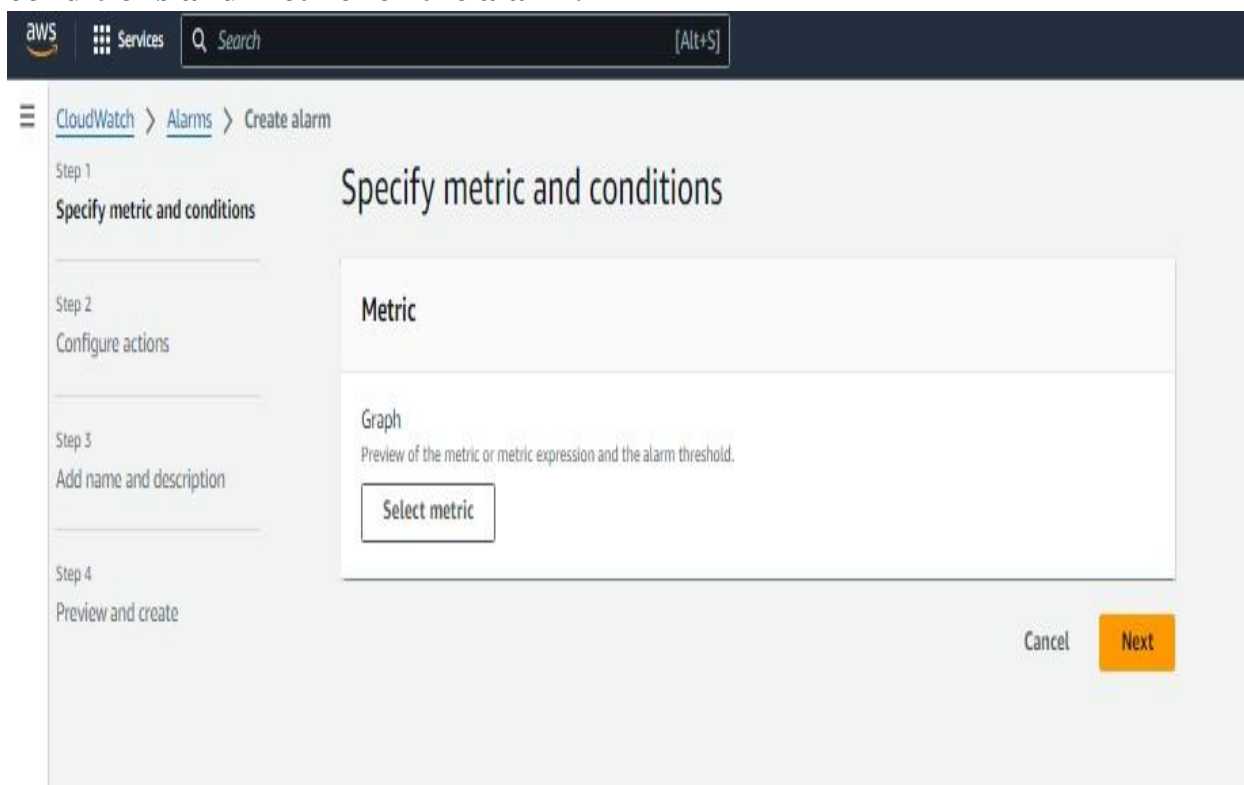 aws Services Search [Alt+S]
CloudWatch > Alarms > Create alarm
Step 1
Specify metric and conditions
Step 2
Configure actions
Step 3
Add name and description
Step 4
Preview and create
Specify metric and conditions
Metric
Graph
Preview of the metric or metric expression and the alarm threshold.
Select metric
Cancel Next